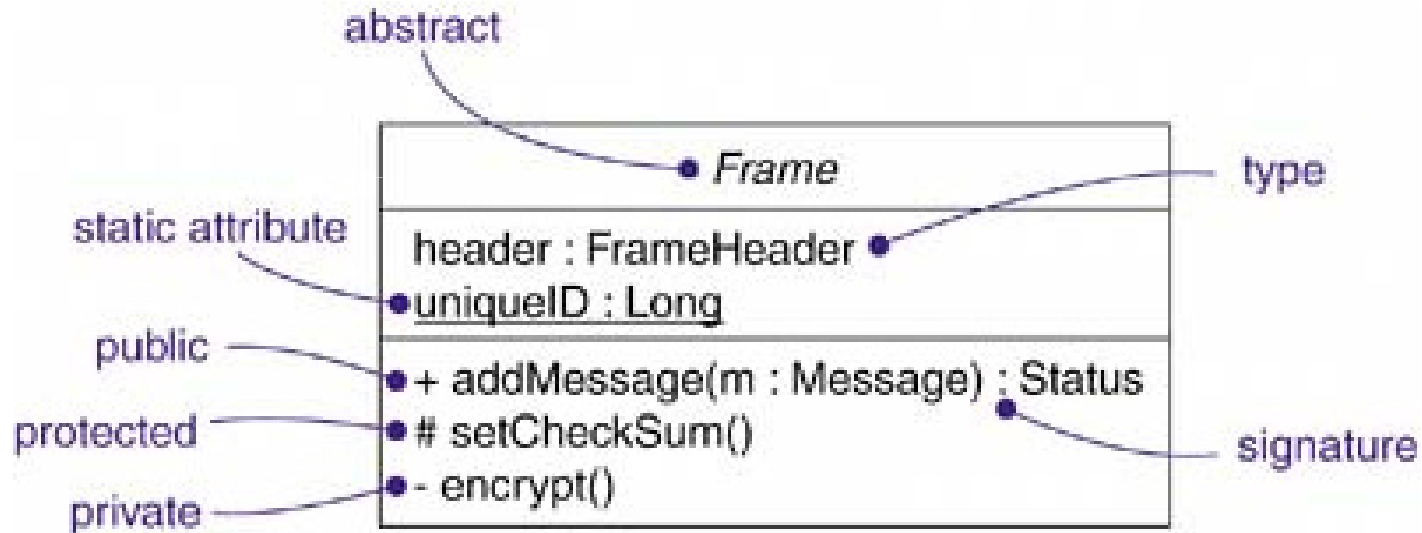 abstract
Frame
type
static attribute
header : FrameHeader
uniqueID : Long
public
+ addMessage(m : Message) : Status
protected
# setCheckSum()
signature
- encrypt()
private